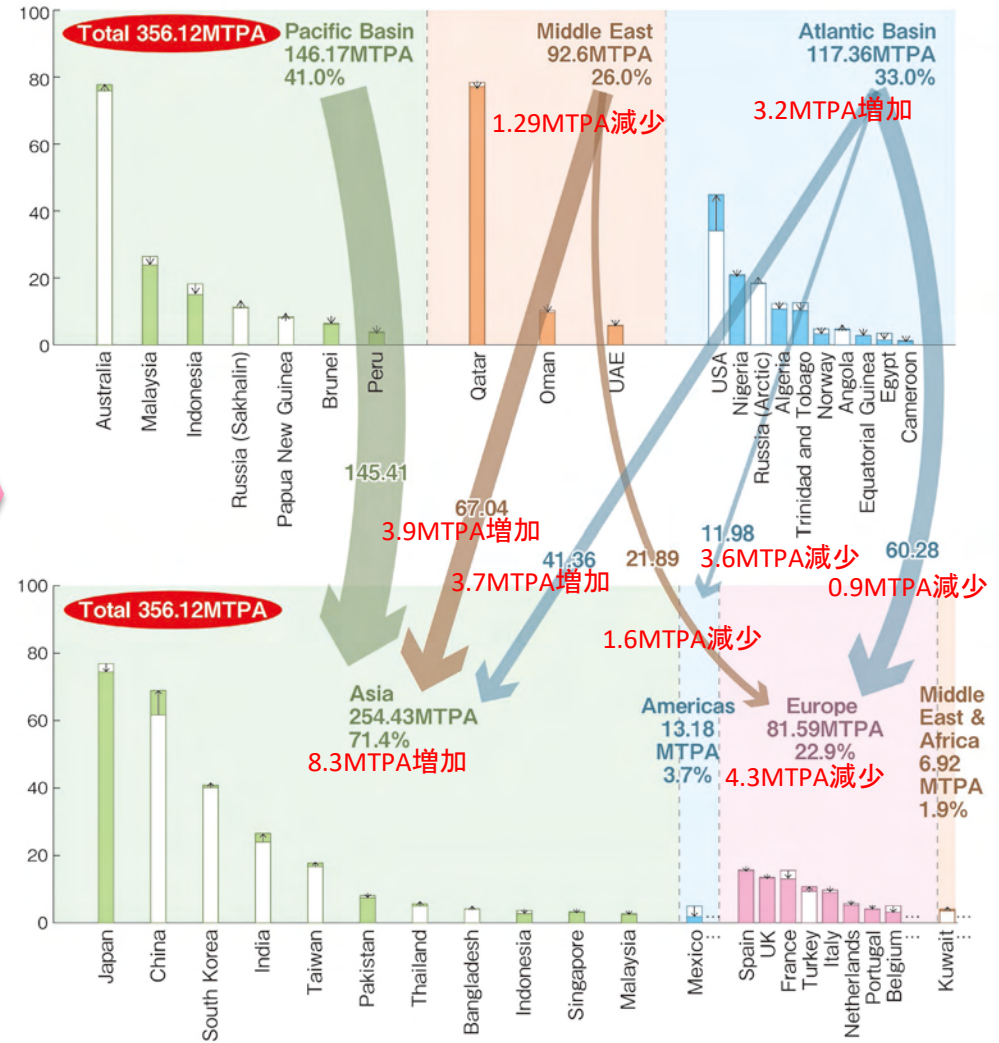 100
80
60
40
20
0
Total 356.12MTPA
Pacific Basin
146.17MTPA
41.0%
Middle East
92.6MTPA
26.0%
1.29MTPA減少
Atlantic Basin
117.36MTPA
33.0%
3.2MTPA増加
Australia
Malaysia
Indonesia
Russia (Sakhalin)
Papua New Guinea
Brunei
Peru
Qatar
Oman
UAE
USA
Nigeria
Russia (Arctic)
Algeria
Trinidad and Tobago
Norway
Angola
Equatorial Guinea
Egypt
Cameroon
145.41
67.04
3.9MTPA増加
41.36
3.7MTPA増加
21.89
1.6MTPA減少
11.98
3.6MTPA減少
60.28
0.9MTPA減少
100
80
60
40
20
0
Total 356.12MTPA
Asia
254.43MTPA
71.4%
8.3MTPA増加
Americas
13.18
MTPA
3.7%
Europe
81.59MTPA
22.9%
4.3MTPA減少
Middle
East &
Africa
6.92
MTPA
1.9%
Japan
China
South Korea
India
Taiwan
Pakistan
Thailand
Bangladesh
Indonesia
Singapore
Malaysia
Mexico
...
Spain
UK
France
Turkey
Italy
Netherlands
Portugal
Belgium
...
Kuwait
...